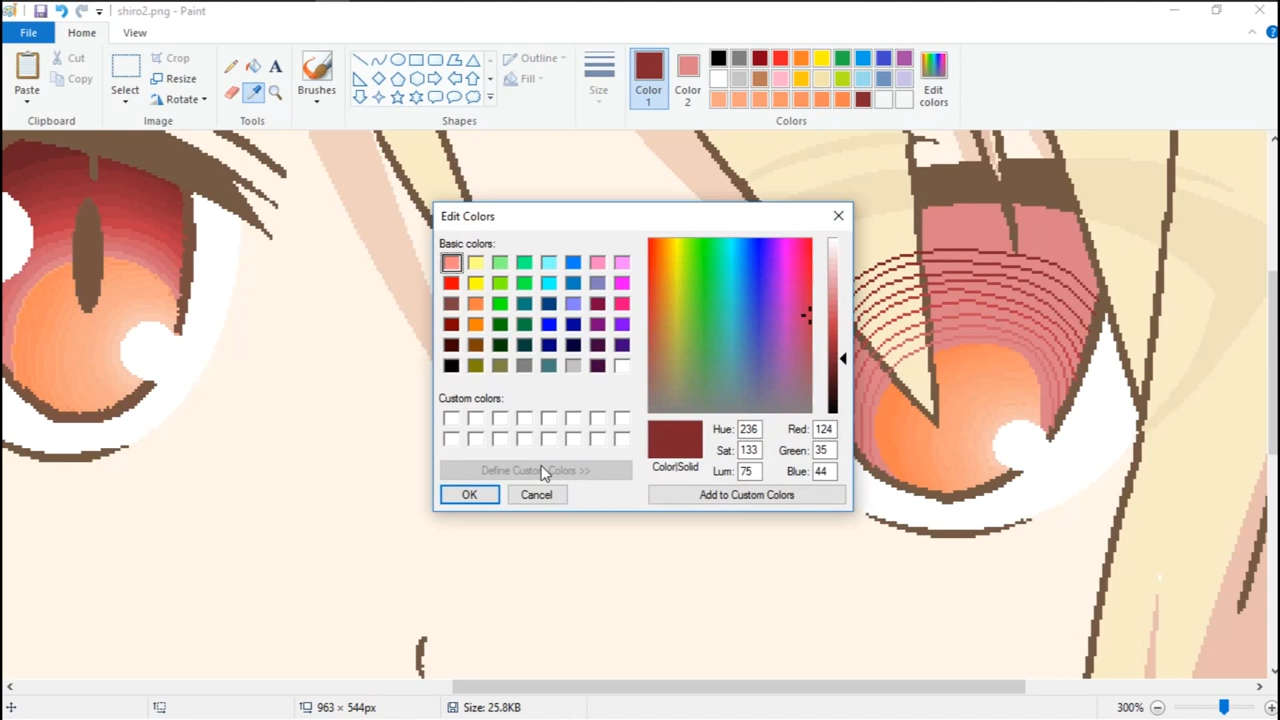 shiro2.png - Paint
File
Home
View
Paste
Cut
Copy
Clipboard
Select
Crop
Resize
Rotate
Image
A
Tools
Brushes
Outline
Fill
Shapes
Size
Color 1
Color 2
Edit colors
Colors
Edit Colors
Basic colors:
Custom colors:
Define Custom Colors >>
OK
Cancel
Hue: 236
Sat: 133
Lum: 75
Red: 124
Green: 35
Blue: 44
Color|Solid
Add to Custom Colors
963 × 544px
Size: 25.8KB
300%